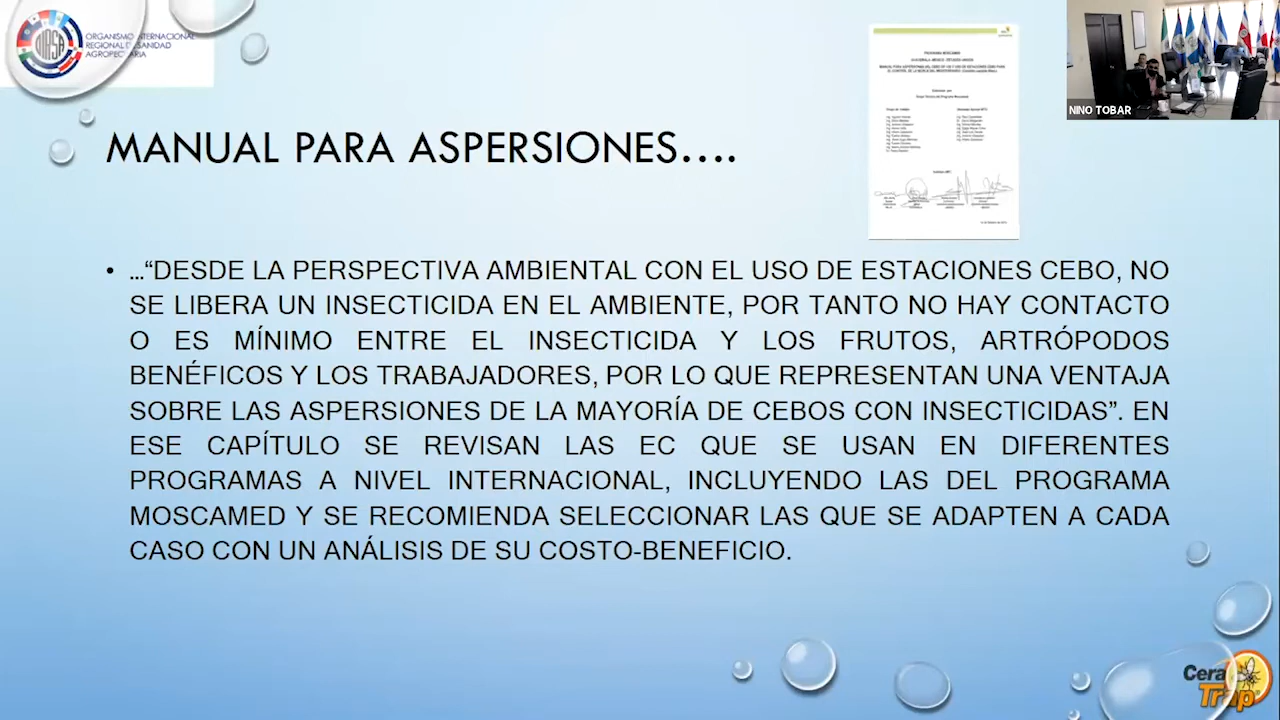 ORGANISMO INTERNACIONAL
REGIONAL DE SANIDAD
AGROPECUARIA
OIRSA
NINO TOBAR
MANUAL PARA ASPERSIONES….
• …“DESDE LA PERSPECTIVA AMBIENTAL CON EL USO DE ESTACIONES CEBO, NO
SE LIBERA UN INSECTICIDA EN EL AMBIENTE, POR TANTO NO HAY CONTACTO
O ES MÍNIMO ENTRE EL INSECTICIDA Y LOS FRUTOS, ARTRÓPODOS
BENÉFICOS Y LOS TRABAJADORES, POR LO QUE REPRESENTAN UNA VENTAJA
SOBRE LAS ASPERSIONES DE LA MAYORÍA DE CEBOS CON INSECTICIDAS”. EN
ESE CAPÍTULO SE REVISAN LAS EC QUE SE USAN EN DIFERENTES
PROGRAMAS A NIVEL INTERNACIONAL, INCLUYENDO LAS DEL PROGRAMA
MOSCAMED Y SE RECOMIENDA SELECCIONAR LAS QUE SE ADAPTEN A CADA
CASO CON UN ANÁLISIS DE SU COSTO-BENEFICIO.
Cera
Trap